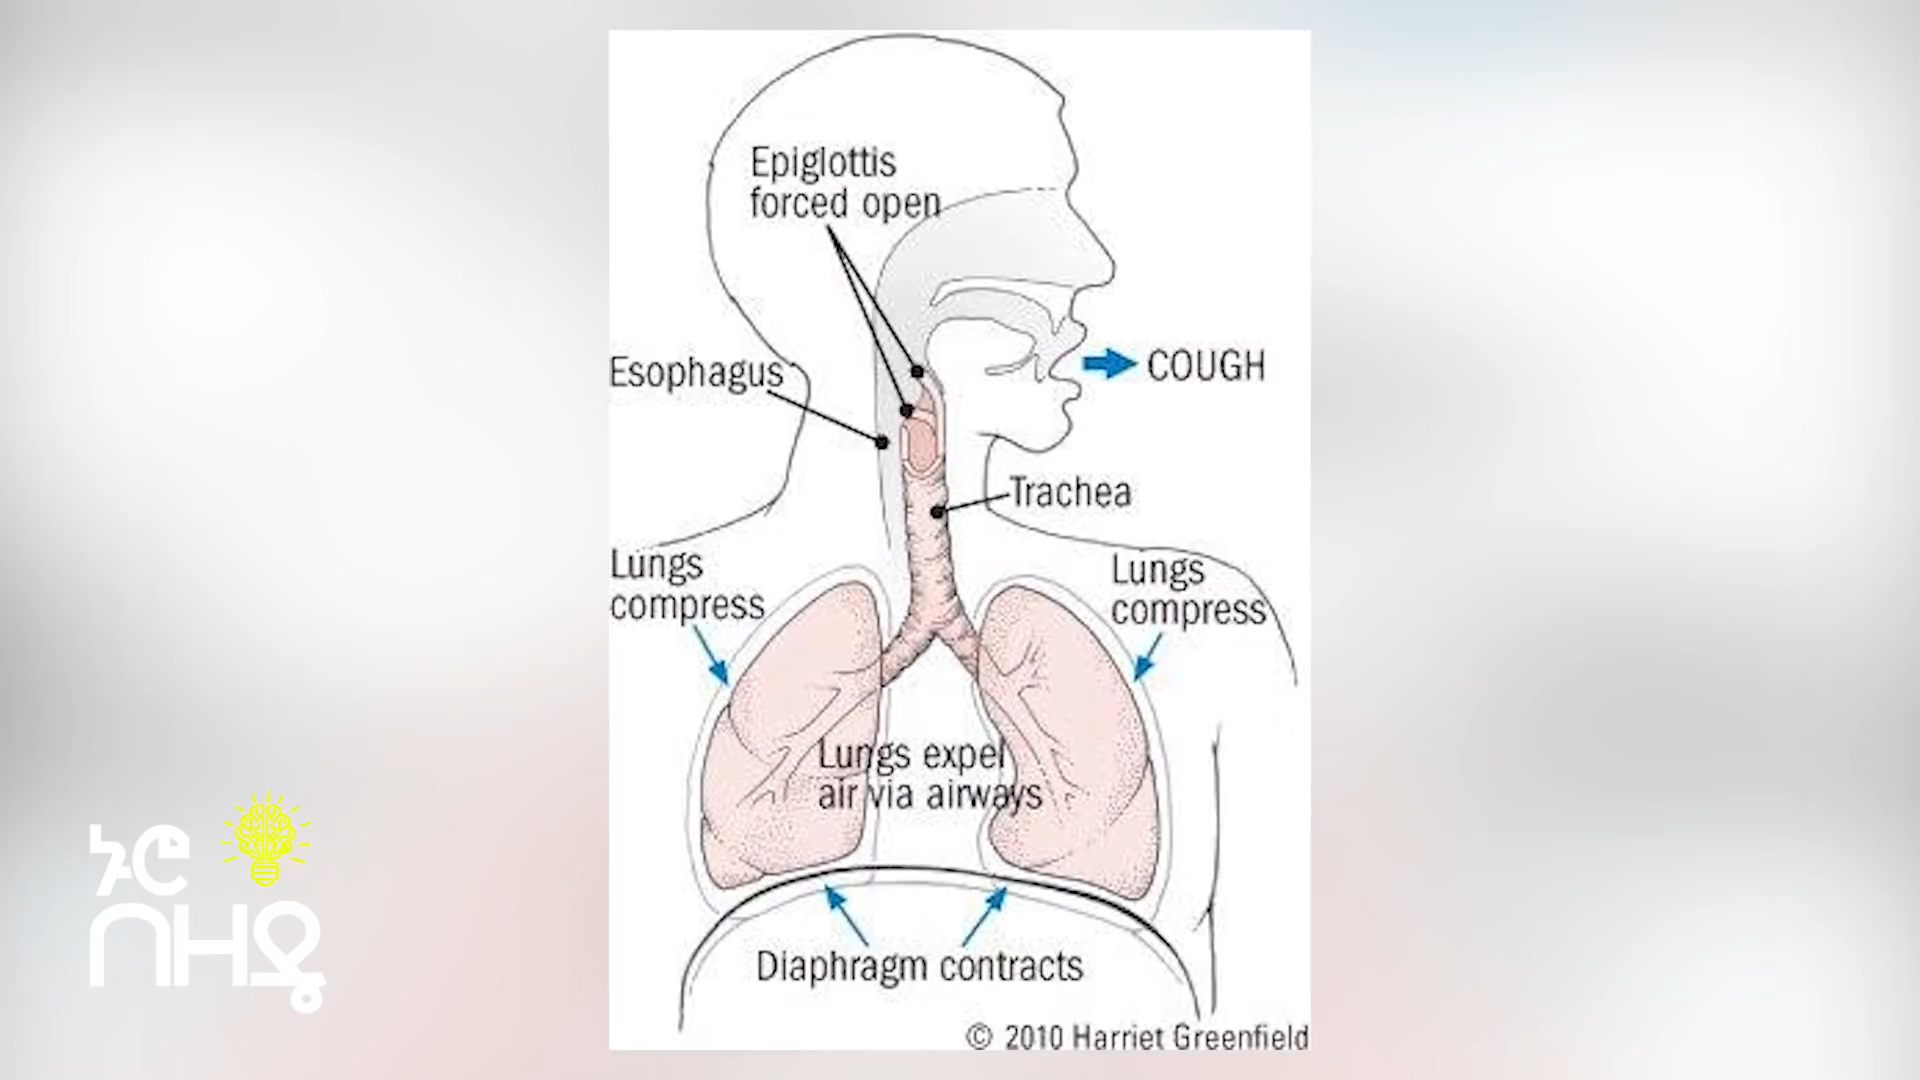 Epiglottis
forced open
Esophagus
COUGH
Trachea
Lungs
compress
Lungs
compress
Lungs expel
air via airways
Diaphragm contracts
© 2010 Harriet Greenfield
ኑሮ
በዘዴ